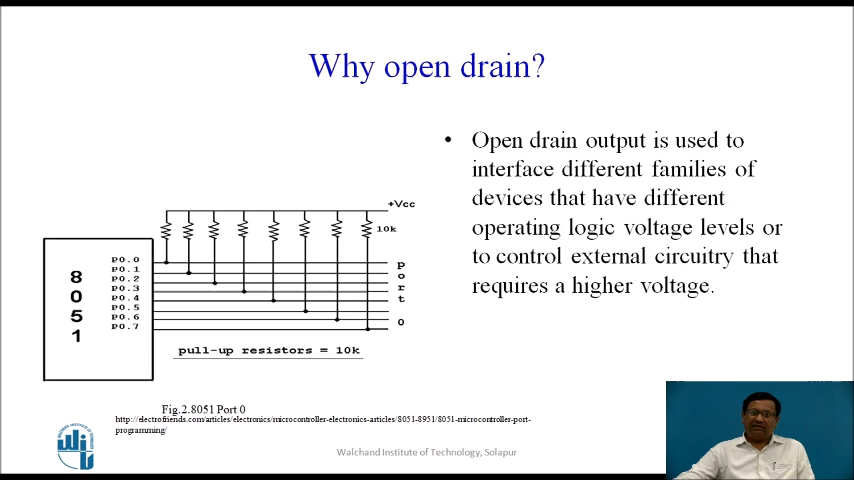 Why open drain?
• Open drain output is used to
interface different families of
devices that have different
operating logic voltage levels or
to control external circuitry that
requires a higher voltage.
+Vcc
10k
8051
P0.0
P0.1
P0.2
P0.3
P0.4
P0.5
P0.6
P0.7
port 0
pull-up resistors = 10k
Fig.2.8051 Port 0
http://electrofriends.com/articles/electronics/microcontroller-electronics-articles/8051-8951/8051-microcontroller-port-
programming/
Walchand Institute of Technology, Solapur